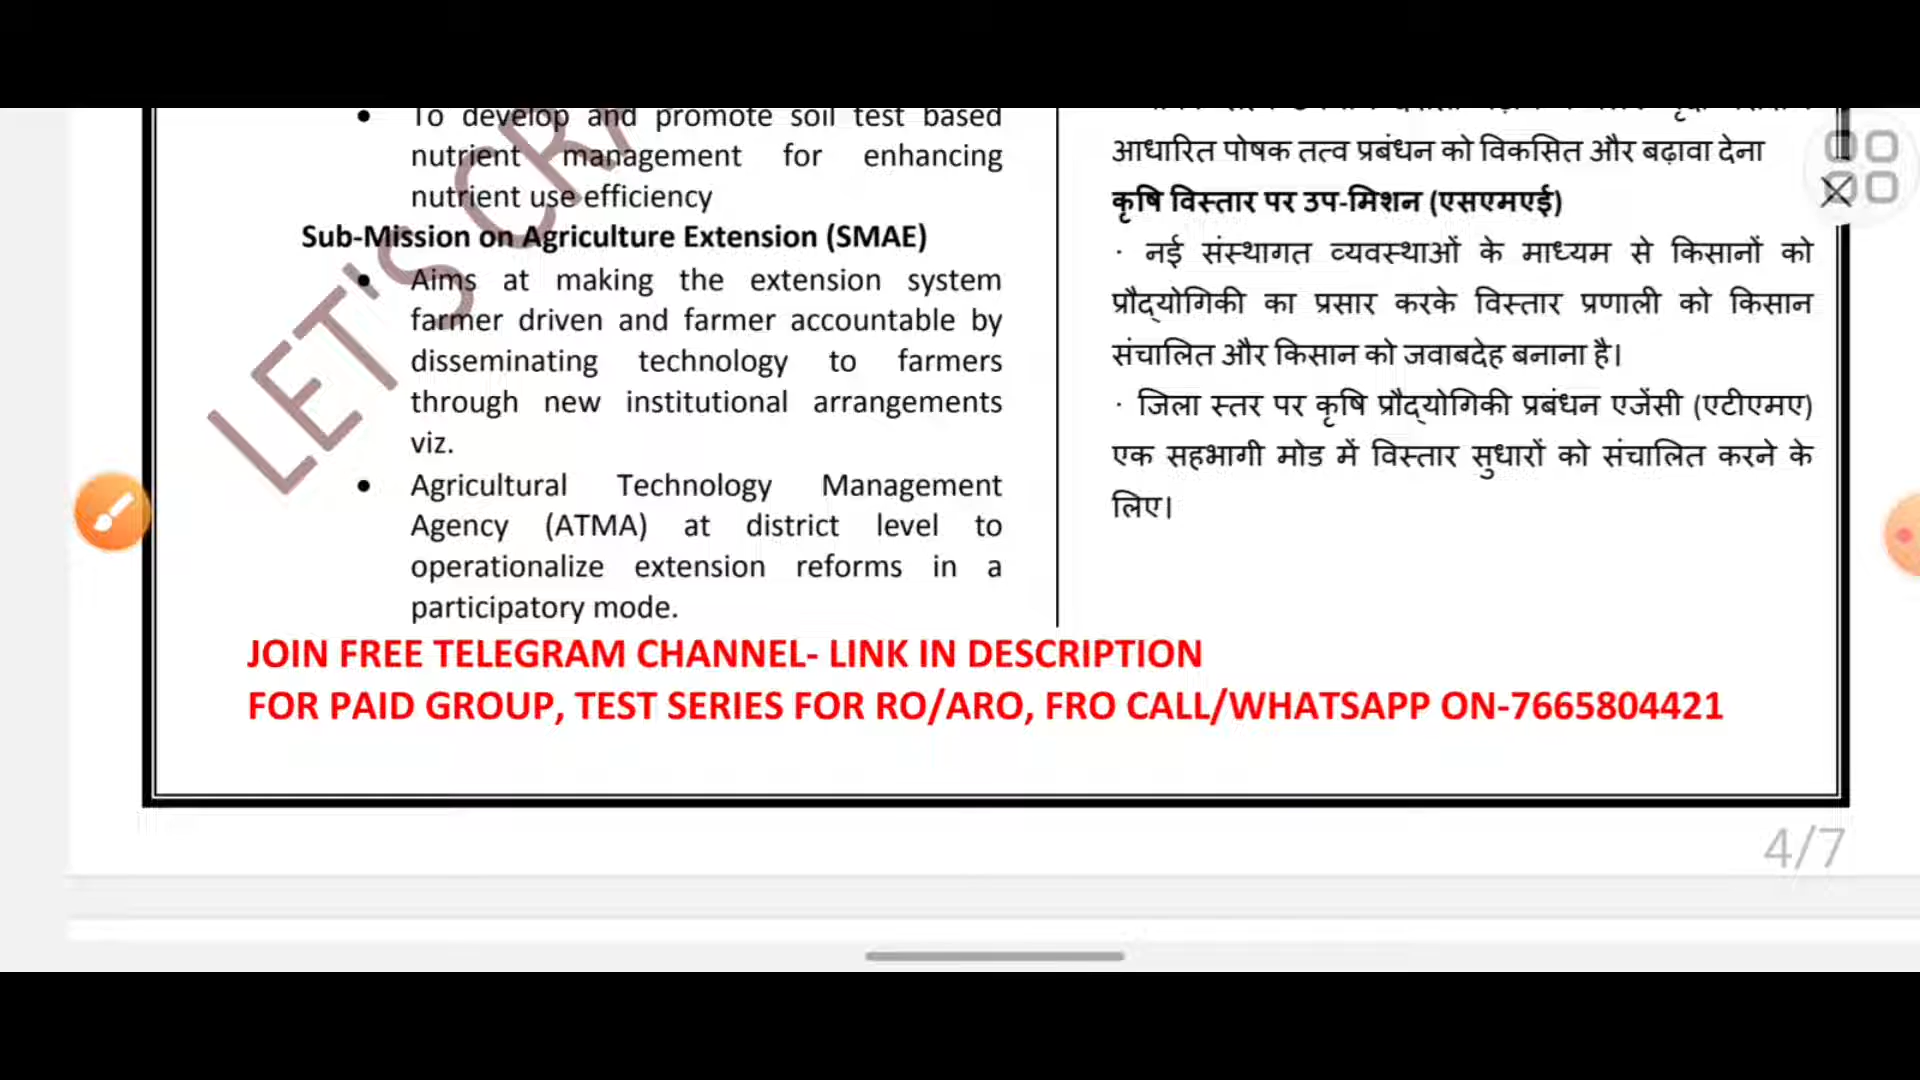 To develop and promote soil test based
nutrient management for enhancing
nutrient use efficiency
Sub-Mission on Agriculture Extension (SMAE)
• Aims at making the extension system
farmer driven and farmer accountable by
disseminating technology to farmers
through new institutional arrangements
viz.
• Agricultural Technology Management
Agency (ATMA) at district level to
operationalize extension reforms in a
participatory mode.
आधारित पोषक तत्व प्रबंधन को विकसित और बढ़ावा देना
कृषि विस्तार पर उप-मिशन (एसएमएई)
· नई संस्थागत व्यवस्थाओं के माध्यम से किसानों को
प्रौद्योगिकी का प्रसार करके विस्तार प्रणाली को किसान
संचालित और किसान को जवाबदेह बनाना है।
· जिला स्तर पर कृषि प्रौद्योगिकी प्रबंधन एजेंसी (एटीएमए)
एक सहभागी मोड में विस्तार सुधारों को संचालित करने के
लिए।
LET'S
JOIN FREE TELEGRAM CHANNEL- LINK IN DESCRIPTION
FOR PAID GROUP, TEST SERIES FOR RO/ARO, FRO CALL/WHATSAPP ON-7665804421
4/7